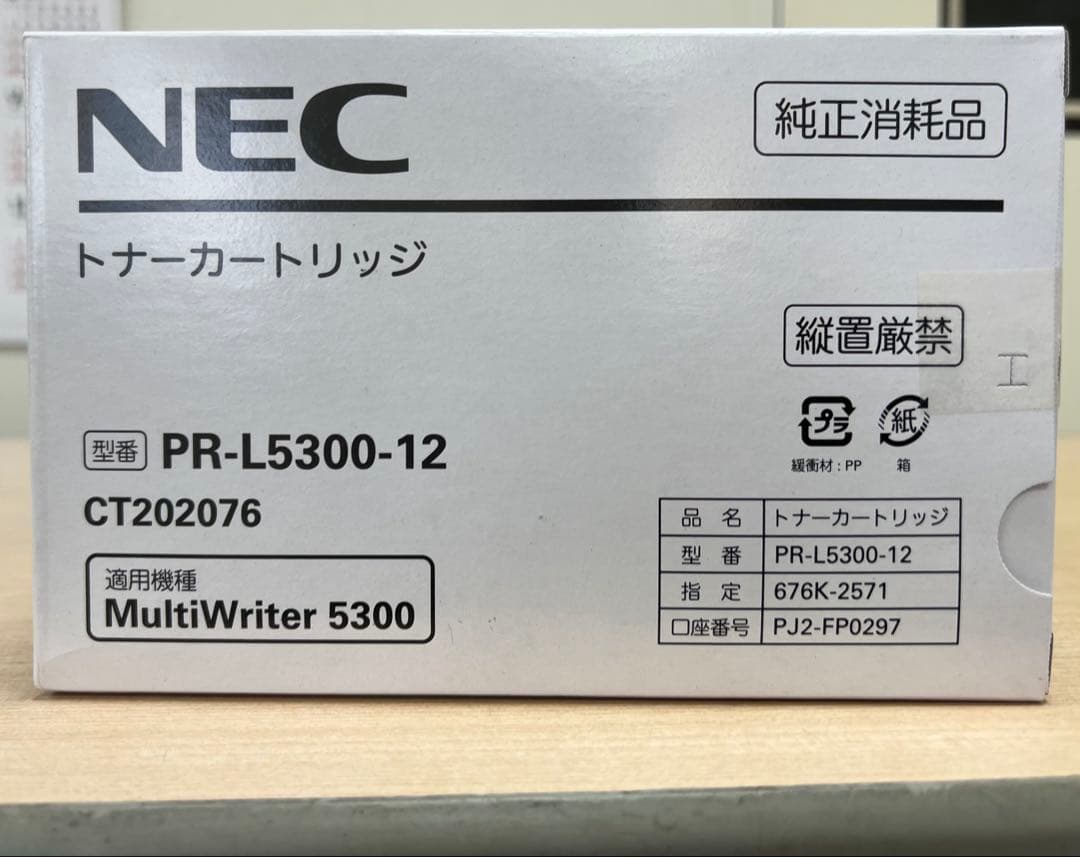 NEC
純正消耗品
トナーカートリッジ
縦置厳禁
工
プラ
紙
緩衝材：PP
箱
型番 PR-L5300-12
CT202076
適用機種
MultiWriter 5300
品 名 トナーカートリッジ
型 番 PR-L5300-12
指 定 676K-2571
口座番号 PJ2-FP0297